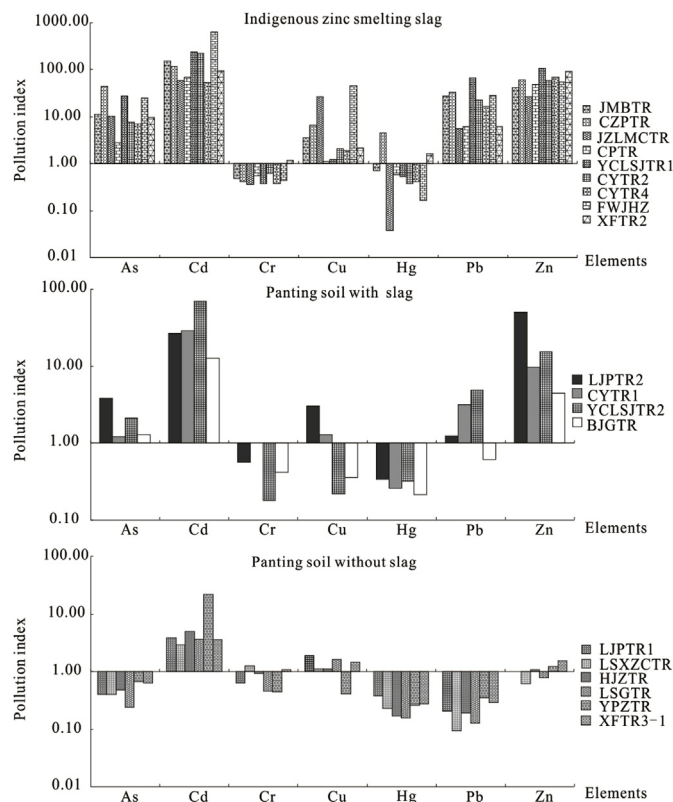 Indigenous zinc smelting slag
1000.00
100.00
10.00
1.00
0.10
0.01
Pollution index
As Cd Cr Cu Hg Pb Zn
Elements
JMBTR
CZPTR
JZLMCTR
CPTR
YCLSJTR1
CYTR2
CYTR4
FWJHZ
XFTR2
Panting soil with slag
100.00
10.00
1.00
0.10
Pollution index
As Cd Cr Cu Hg Pb Zn
Elements
LJPTR2
CYTR1
YCLSJTR2
BJGTR
Panting soil without slag
100.00
10.00
1.00
0.10
0.01
Pollution index
As Cd Cr Cu Hg Pb Zn
Elements
LJPTR1
LSXZCTR
HJZTR
LSGTR
YPZTR
XFTR3-1